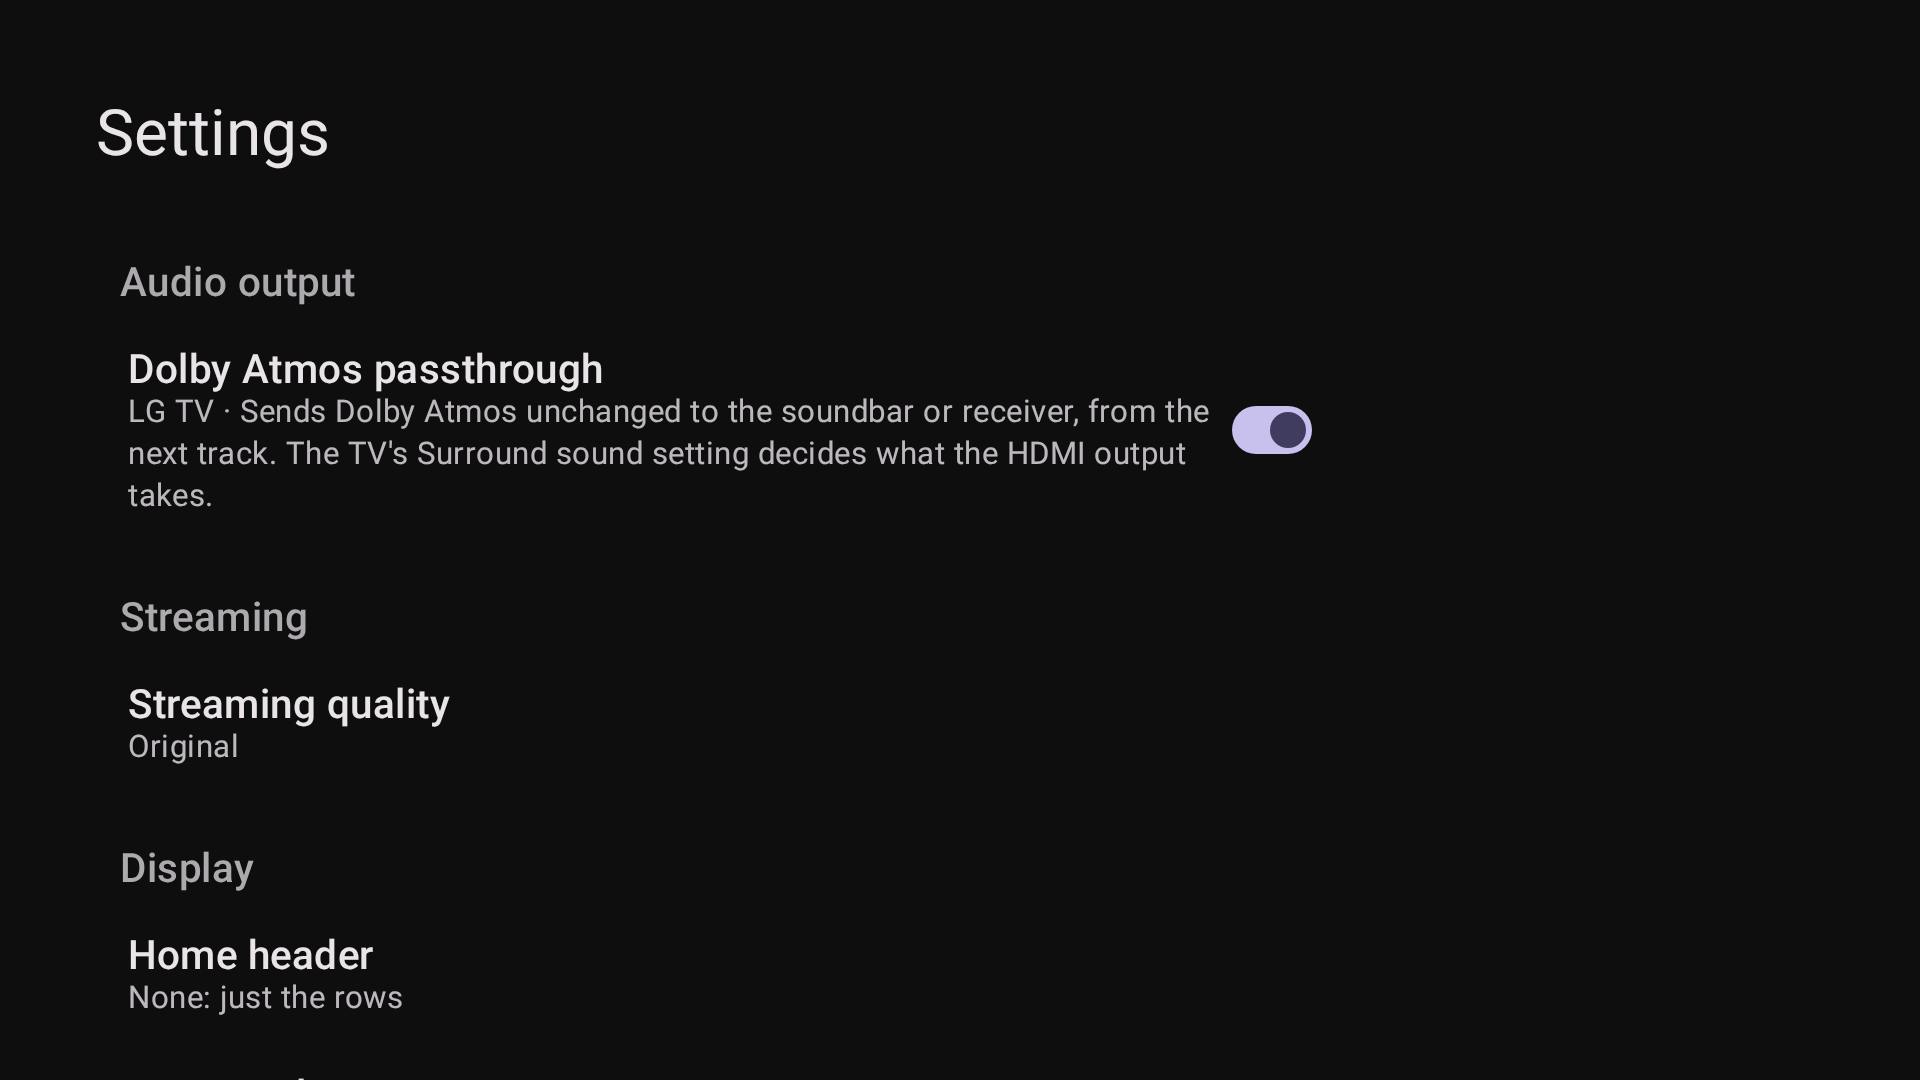 Settings
Audio output
Dolby Atmos passthrough
LG TV · Sends Dolby Atmos unchanged to the soundbar or receiver, from the
next track. The TV's Surround sound setting decides what the HDMI output
takes.
Streaming
Streaming quality
Original
Display
Home header
None: just the rows